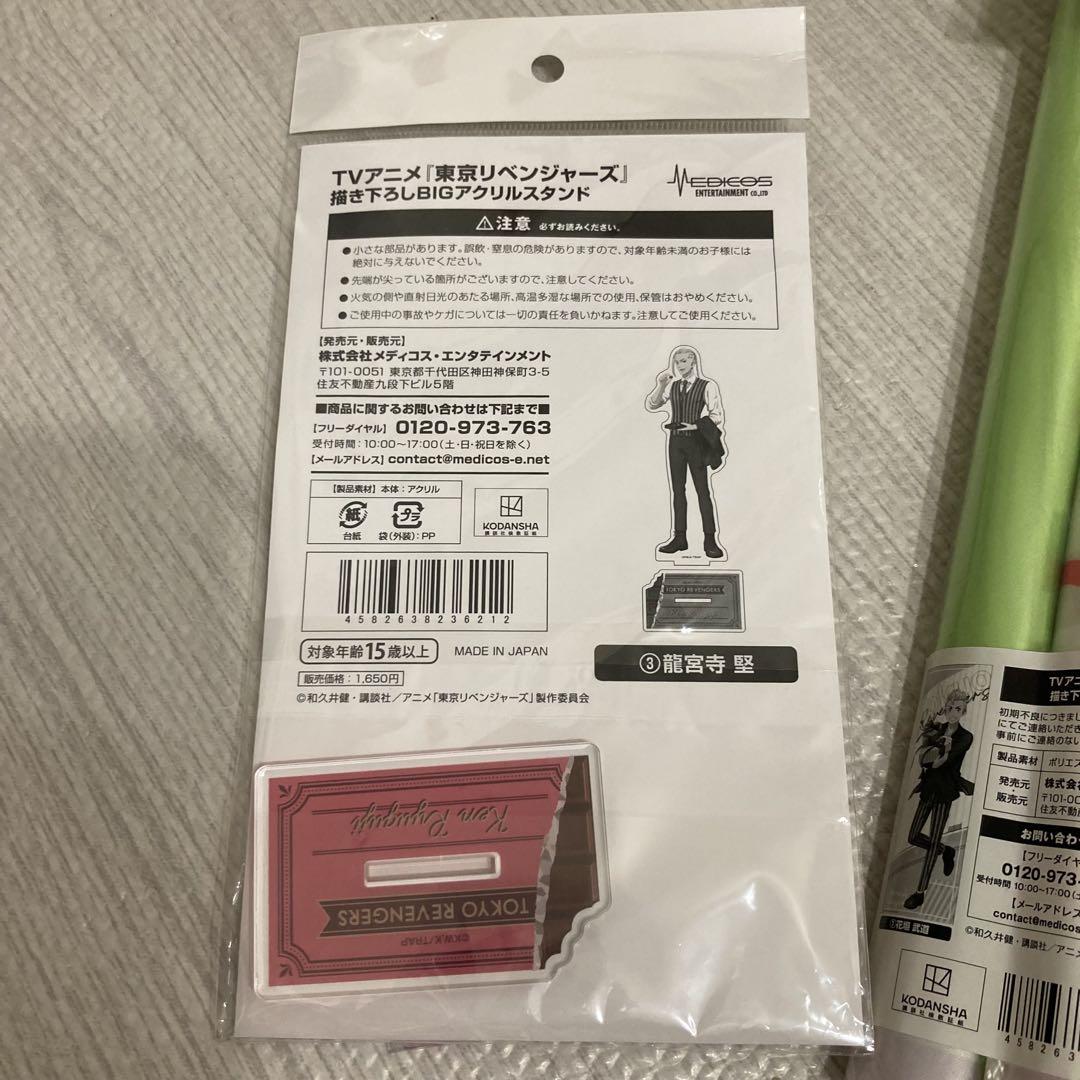 TVアニメ『東京リベンジャーズ』
描き下ろしBIGアクリルスタンド
MEDICOS
ENTERTAINMENT CO.,LTD
⚠注意 必ずお読みください。
●小さな部品があります。誤飲・窒息の危険がありますので、対象年齢未満のお子様には
絶対に与えないでください。
●先端が尖っている箇所がございますので、注意してください。
●火気の側や直射日光のあたる場所、高温多湿な場所での使用、保管はおやめください。
●ご使用中の事故やケガについては一切の責任を負いかねます。注意してご使用ください。
【発売元・販売元】
株式会社メディコス・エンタテインメント
〒101-0051 東京都千代田区神田神保町3-5
住友不動産九段下ビル5階
■商品に関するお問い合わせは下記まで■
【フリーダイヤル】 0120-973-763
受付時間：10:00〜17:00（土・日・祝日を除く）
【メールアドレス】 contact@medicos-e.net
【製品素材】本体：アクリル
紙
台紙
プラ
袋（外装）：PP
KODANSHA
講談社検数証紙
4582638236212
対象年齢15歳以上
MADE IN JAPAN
販売価格：1,650円
©和久井健・講談社／アニメ「東京リベンジャーズ」製作委員会
TOKYO REVENGERS
③龍宮寺 堅
Ken Ryuguji
TOKYO REVENGERS
©KW,K/TRAP
TVアニ
描き下
初期不良につきまし
にてご連絡いただき
事前にご連絡のない
製品素材 ポリエス
発売元・販売元
株式会
〒101-00
住友不動
お問い合わ
【フリーダイヤ
0120-973-
受付時間 10:00〜17:00（土
【メールアドレス
contact@medicos
©和久井健・講談社／アニメ
①花垣 武道
KODANSHA
講談社検数証紙
458263